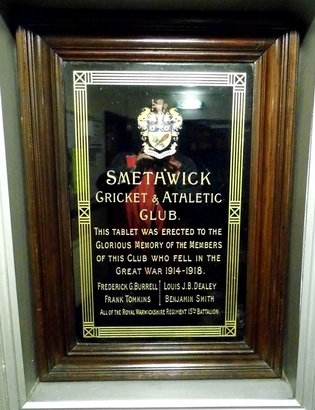 SMETHWICK
CRICKET & ATHLETIC
CLUB.
THIS TABLET WAS ERECTED TO THE
GLORIOUS MEMORY OF THE MEMBERS
OF THIS CLUB WHO FELL IN THE
GREAT WAR 1914-1918.
FREDERICK G. BURRELL LOUIS J. B. DEALEY
FRANK TOMKINS BENJAMIN SMITH
ALL OF THE ROYAL WARWICKSHIRE REGIMENT 15TH BATTALION.